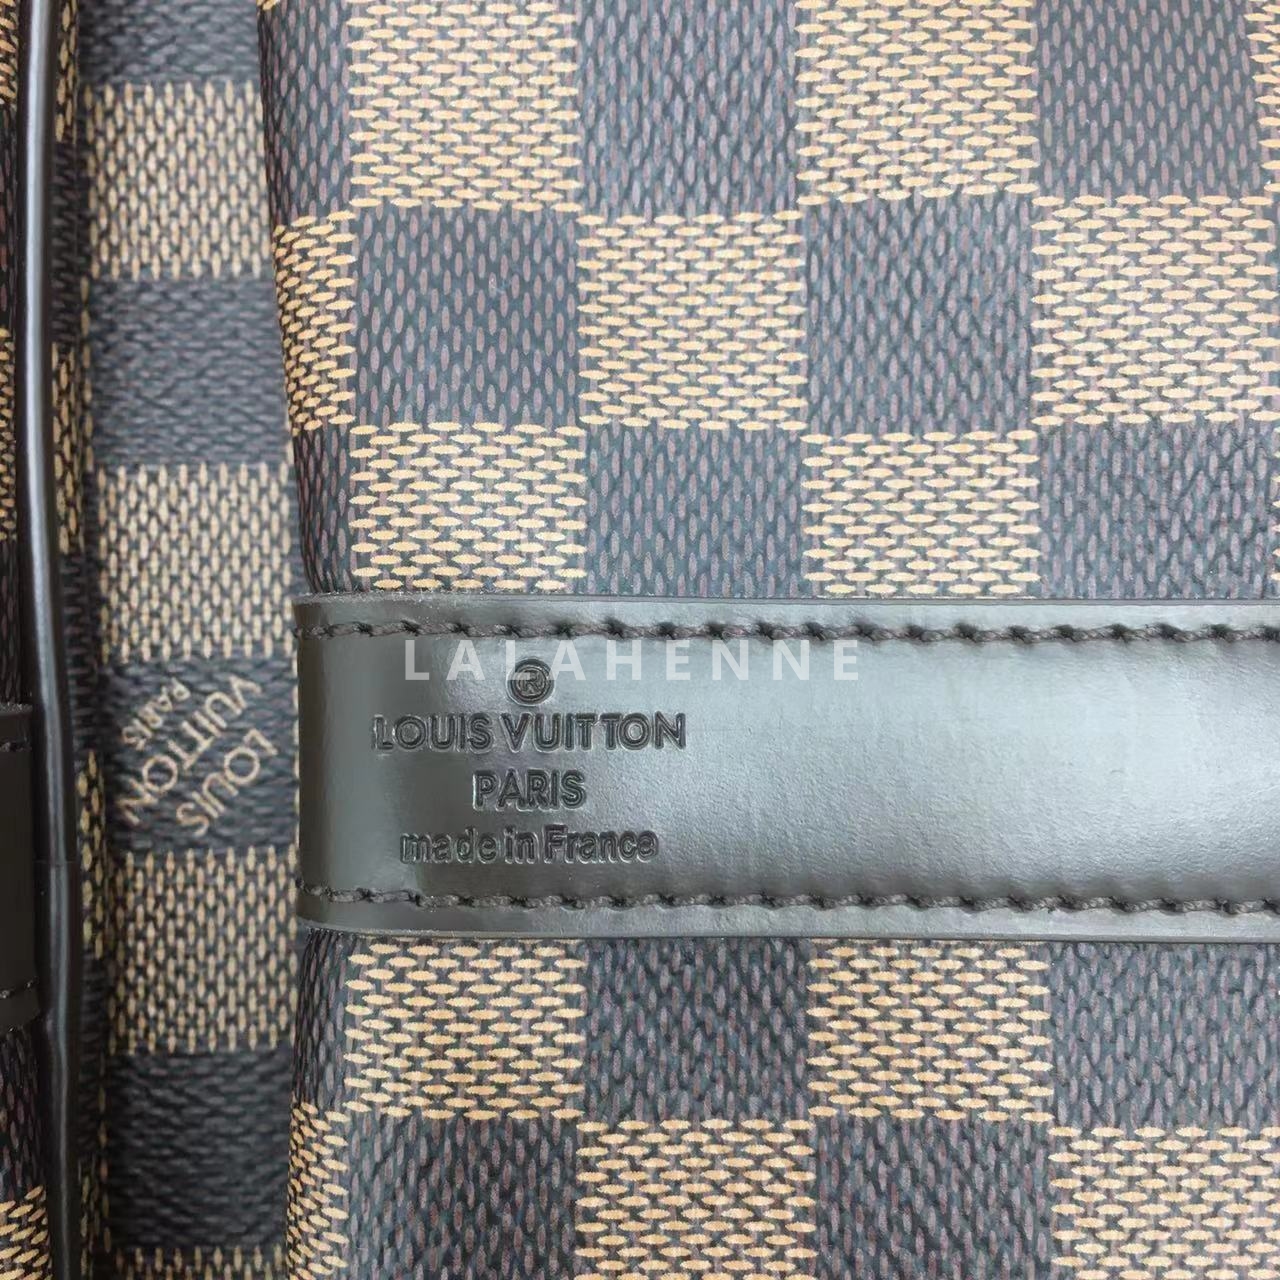 LALAHENNE
®
LOUIS VUITTON
PARIS
made in France
LOUIS
VUITTON
PARIS